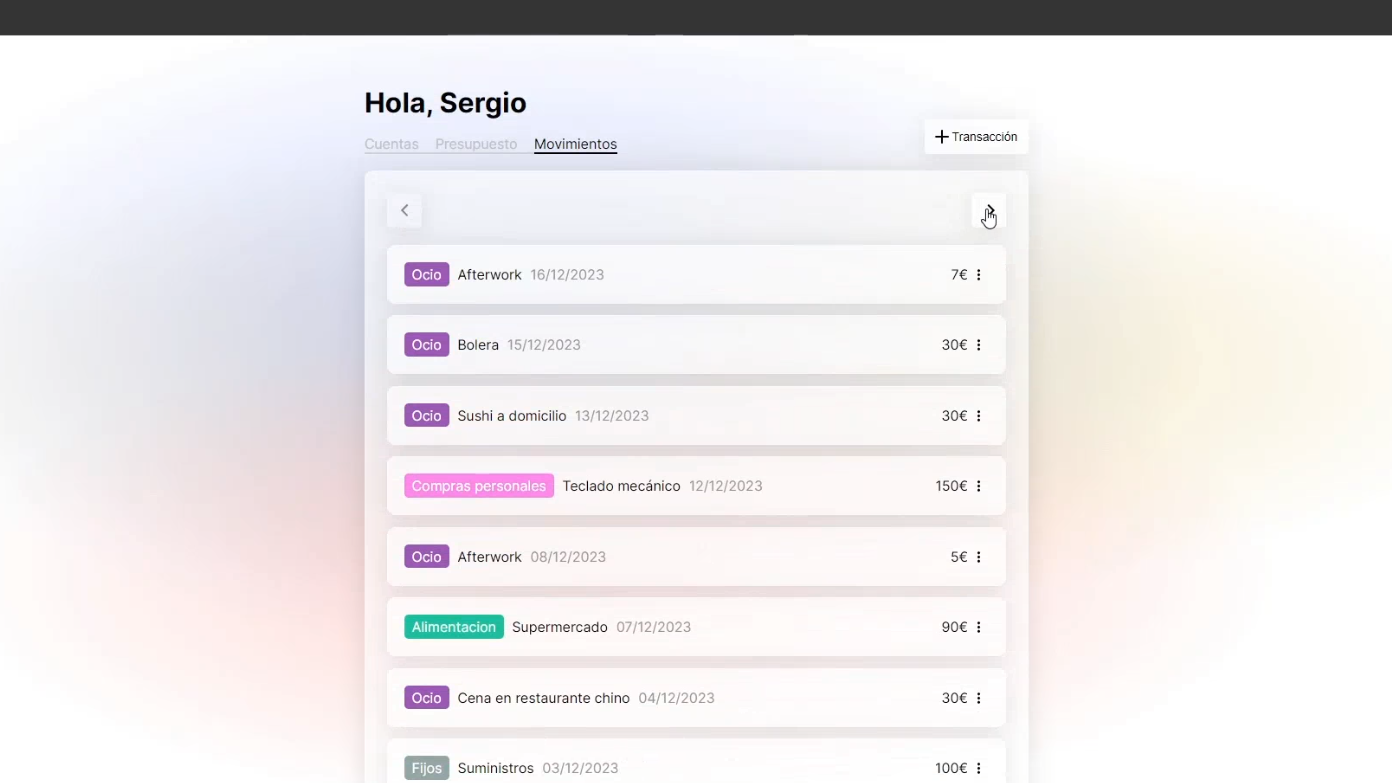 Hola, Sergio
Cuentas Presupuesto Movimientos
Transacción
Ocio Afterwork 16/12/2023 7€
Ocio Bolera 15/12/2023 30€
Ocio Sushi a domicilio 13/12/2023 30€
Compras personales Teclado mecánico 12/12/2023 150€
Ocio Afterwork 08/12/2023 5€
Alimentacion Supermercado 07/12/2023 90€
Ocio Cena en restaurante chino 04/12/2023 30€
Fijos Suministros 03/12/2023 100€